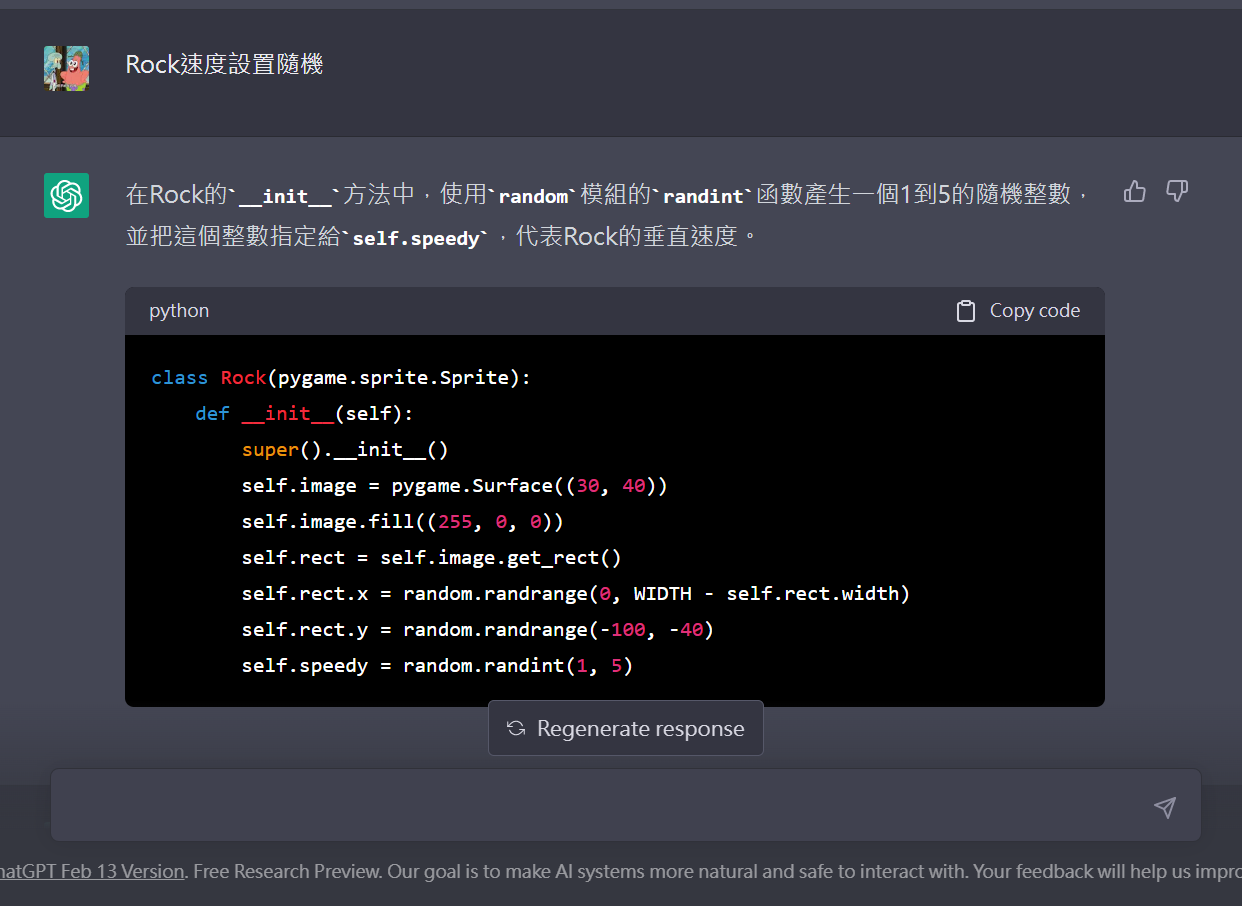 Rock速度設置隨機
在Rock的`__init__`方法中，使用`random`模組的`randint`函數產生一個1到5的隨機整數，
並把這個整數指定給`self.speedy`，代表Rock的垂直速度。
python
Copy code
class Rock(pygame.sprite.Sprite):
    def __init__(self):
        super().__init__()
        self.image = pygame.Surface((30, 40))
        self.image.fill((255, 0, 0))
        self.rect = self.image.get_rect()
        self.rect.x = random.randrange(0, WIDTH - self.rect.width)
        self.rect.y = random.randrange(-100, -40)
        self.speedy = random.randint(1, 5)
Regenerate response
hatGPT Feb 13 Version. Free Research Preview. Our goal is to make AI systems more natural and safe to interact with. Your feedback will help us impro